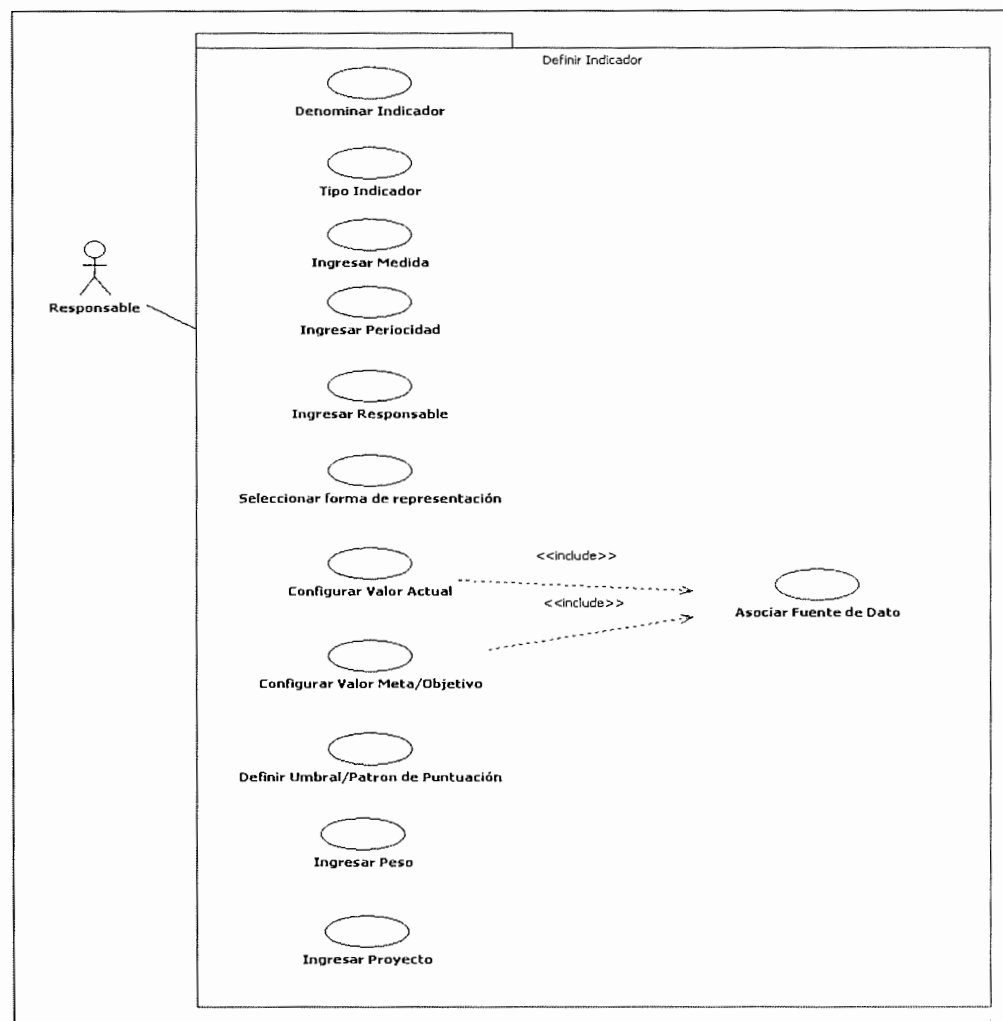 Definir Indicador
Denominar Indicador
Tipo Indicador
Ingresar Medida
Responsable
Ingresar Periocidad
Ingresar Responsable
Seleccionar forma de representación
<<include>>
Configurar Valor Actual
<<include>>
Asociar Fuente de Dato
Configurar Valor Meta/Objetivo
Definir Umbral/Patron de Puntuación
Ingresar Peso
Ingresar Proyecto